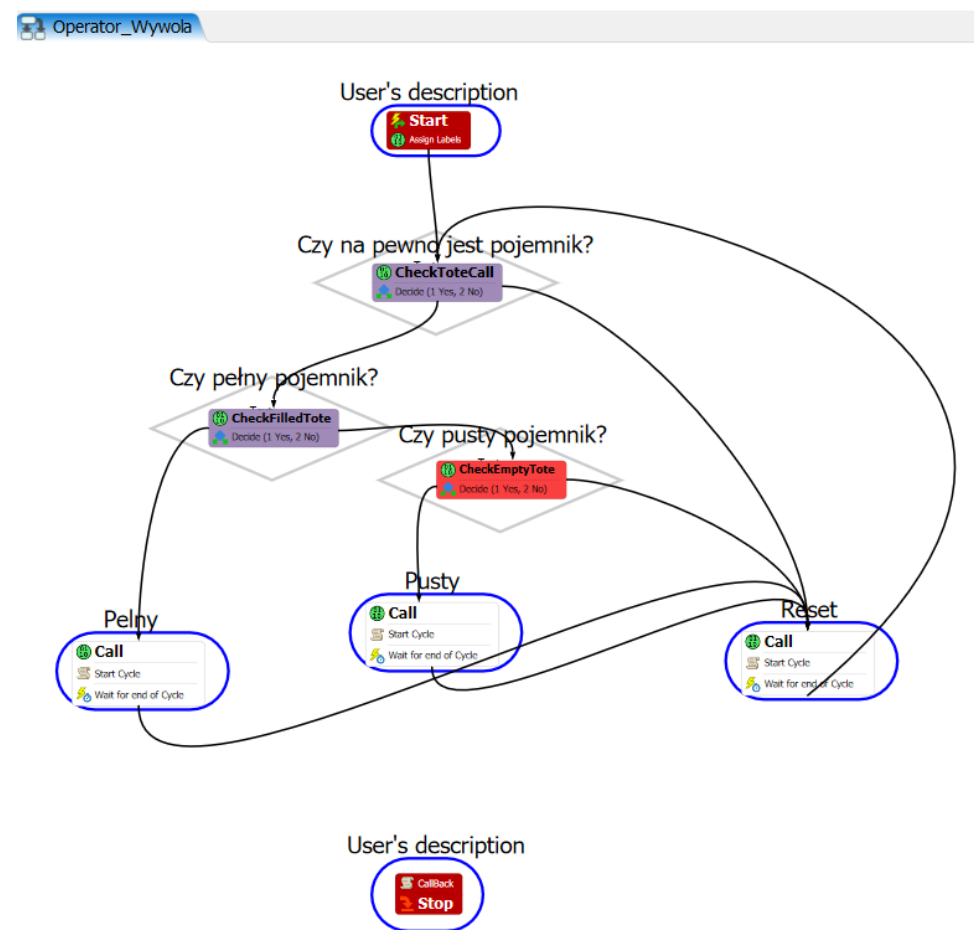 Operator_Wywola
User's description
Start
Assign Labels
Czy na pewno jest pojemnik?
CheckToteCall
Decide (1 Yes, 2 No)
Czy pełny pojemnik?
CheckFilledTote
Decide (1 Yes, 2 No)
Czy pusty pojemnik?
CheckEmptyTote
Decide (1 Yes, 2 No)
Pelny
Call
Start Cycle
Wait for end of Cycle
Pusty
Call
Start Cycle
Wait for end of Cycle
Reset
Call
Start Cycle
Wait for end of Cycle
User's description
CallBack
Stop